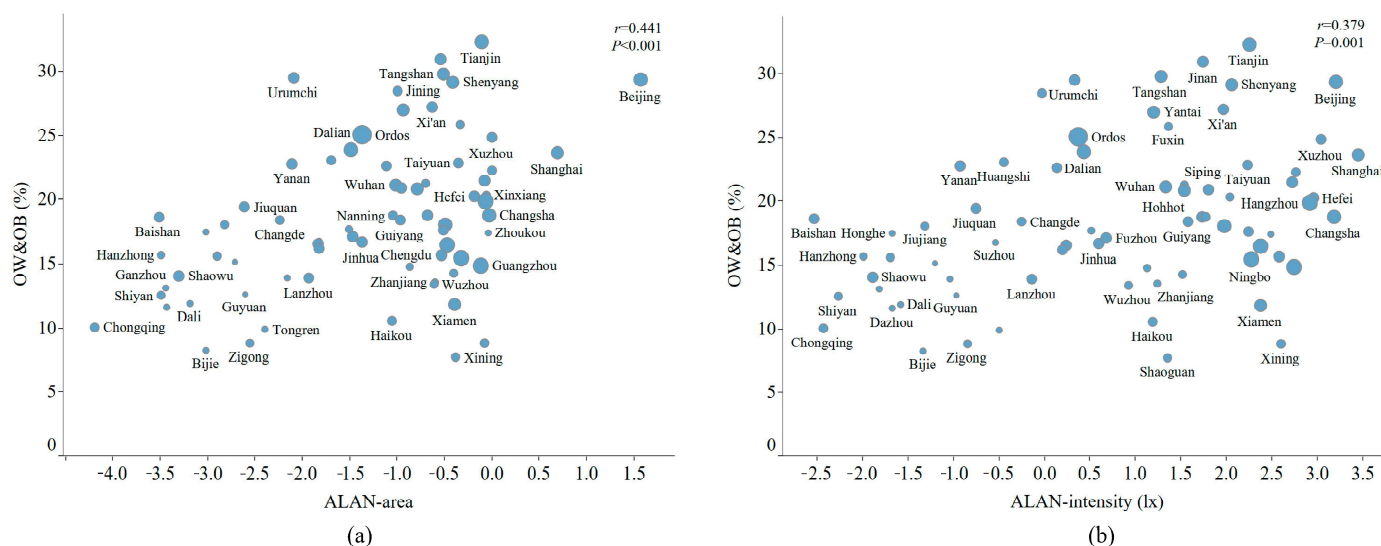 r=0.441
P<0.001
OW&OB (%)
30
25
20
15
10
5
0
Tianjin
Tangshan
Shenyang
Urumchi
Jining
Beijing
Xi'an
Dalian
Ordos
Xuzhou
Shanghai
Taiyuan
Yanan
Wuhan
Hefei
Xinxiang
Jiuquan
Nanning
Changsha
Baishan
Changde
Guiyang
Zhoukou
Hanzhong
Jinhua
Chengdu
Guangzhou
Ganzhou
Shaowu
Zhanjiang
Wuzhou
Shiyan
Guyuan
Lanzhou
Dali
Xiamen
Chongqing
Tongren
Haikou
Bijie
Zigong
Xining
-4.0 -3.0 -2.5 -2.0 -1.5 -1.0 -0.5 0.0 1.0 1.5
ALAN-area
(a)
r=0.379
P=0.001
OW&OB (%)
30
25
20
15
10
5
0
Tianjin
Jinan
Tangshan
Shenyang
Urumchi
Beijing
Yantai
Xi'an
Ordos
Fuxin
Xuzhou
Shanghai
Dalian
Siping
Taiyuan
Yanan
Huangshi
Wuhan
Hohhot
Hangzhou
Hefei
Jiuquan
Baishan
Honghe
Changde
Guiyang
Changsha
Jiujiang
Fuzhou
Hanzhong
Suzhou
Jinhua
Shaowu
Ningbo
Lanzhou
Wuzhou
Zhanjiang
Shiyan
Dali
Guyuan
Dazhou
Xiamen
Chongqing
Haikou
Bijie
Zigong
Shaoguan
Xining
-2.5 -2.0 -1.5 -1.0 -0.5 0.0 0.5 1.0 1.5 2.0 2.5 3.0 3.5
ALAN-intensity (lx)
(b)